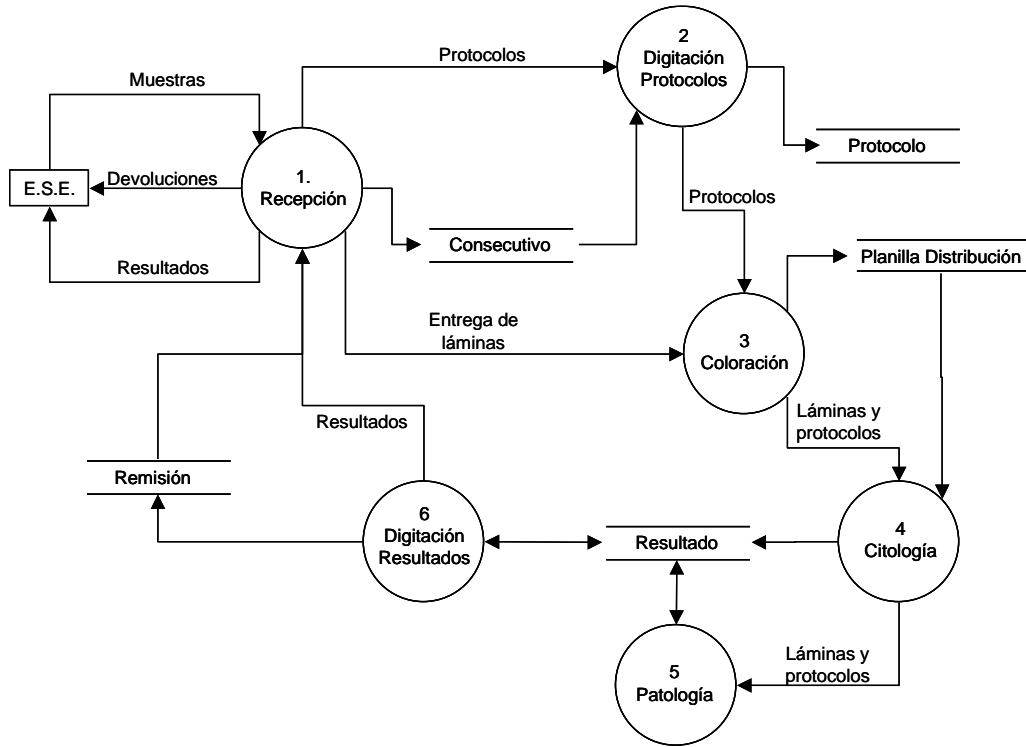 2
Digitación
Protocolos
Protocolos
Muestras
Protocolo
1.
Recepción
E.S.E.
Devoluciones
Protocolos
Consecutivo
Planilla Distribución
Resultados
Entrega de
láminas
3
Coloración
Láminas y
protocolos
Resultados
Remisión
6
Digitación
Resultados
Resultado
4
Citología
5
Patología
Láminas y
protocolos